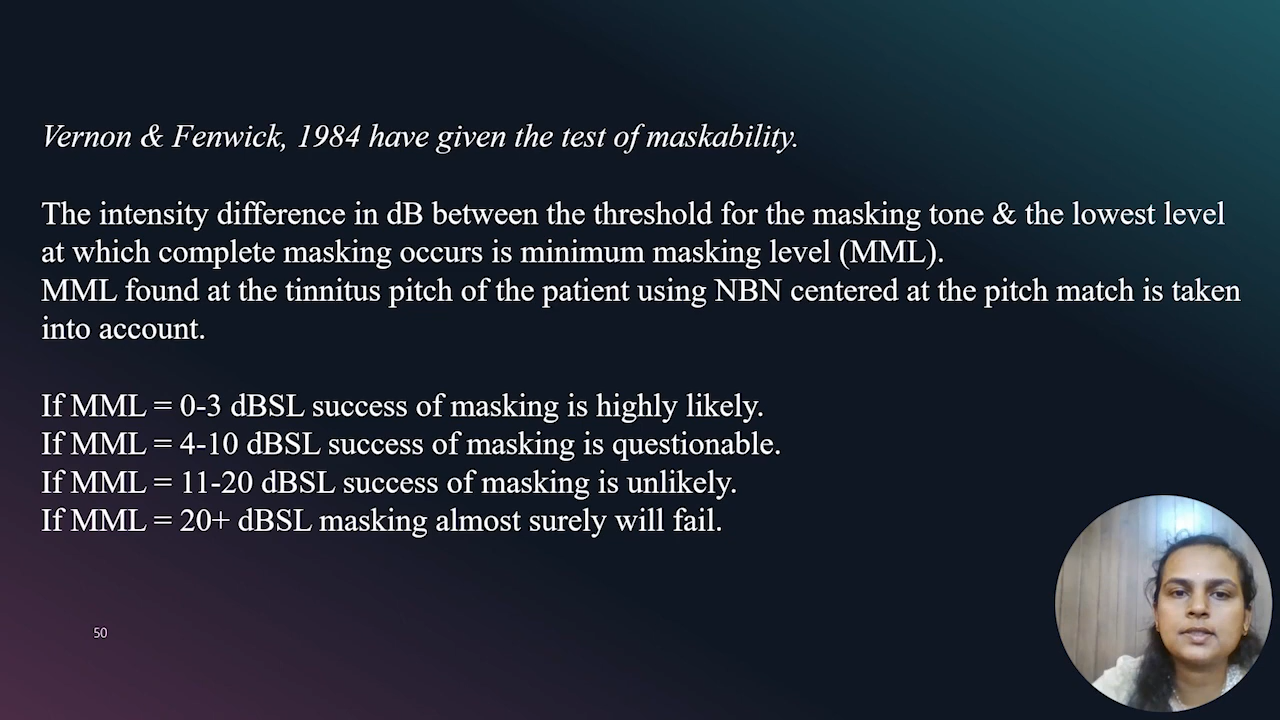 Vernon & Fenwick, 1984 have given the test of maskability.
The intensity difference in dB between the threshold for the masking tone & the lowest level
at which complete masking occurs is minimum masking level (MML).
MML found at the tinnitus pitch of the patient using NBN centered at the pitch match is taken
into account.
If MML = 0-3 dBSL success of masking is highly likely.
If MML = 4-10 dBSL success of masking is questionable.
If MML = 11-20 dBSL success of masking is unlikely.
If MML = 20+ dBSL masking almost surely will fail.
50